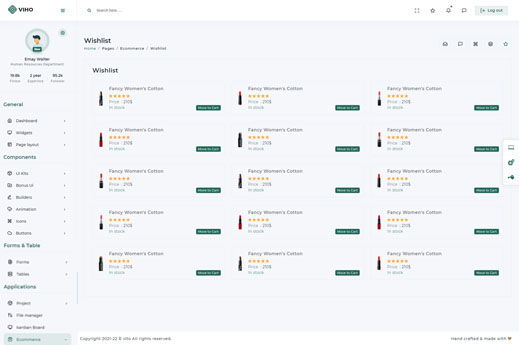 VIHO
Search here.....
Log out
New
Emay Walter
Human Resources Department
19.8k
2 year
95.2k
Follow
Experince
Follower
General
Dashboard
Widgets
Page layout
Components
UI Kits
Bonus Ui
Builders
Animation
Icons
Buttons
Forms & Table
Forms
Tables
Applications
Project
File manager
kanban Board
Ecommerce
Wishlist
Home / Pages / Ecommerce / Wishlist
Wishlist
Fancy Women's Cotton
Price : 210$
In stock
Move to Cart
Fancy Women's Cotton
Price : 210$
In stock
Move to Cart
Fancy Women's Cotton
Price : 210$
In stock
Move to Cart
Fancy Women's Cotton
Price : 210$
In stock
Move to Cart
Fancy Women's Cotton
Price : 210$
In stock
Move to Cart
Fancy Women's Cotton
Price : 210$
In stock
Move to Cart
Fancy Women's Cotton
Price : 210$
In stock
Move to Cart
Fancy Women's Cotton
Price : 210$
In stock
Move to Cart
Fancy Women's Cotton
Price : 210$
In stock
Move to Cart
Fancy Women's Cotton
Price : 210$
In stock
Move to Cart
Fancy Women's Cotton
Price : 210$
In stock
Move to Cart
Fancy Women's Cotton
Price : 210$
In stock
Move to Cart
Fancy Women's Cotton
Price : 210$
In stock
Move to Cart
Fancy Women's Cotton
Price : 210$
In stock
Move to Cart
Fancy Women's Cotton
Price : 210$
In stock
Move to Cart
Copyright 2021-22 © viho All rights reserved.
Hand crafted & made with